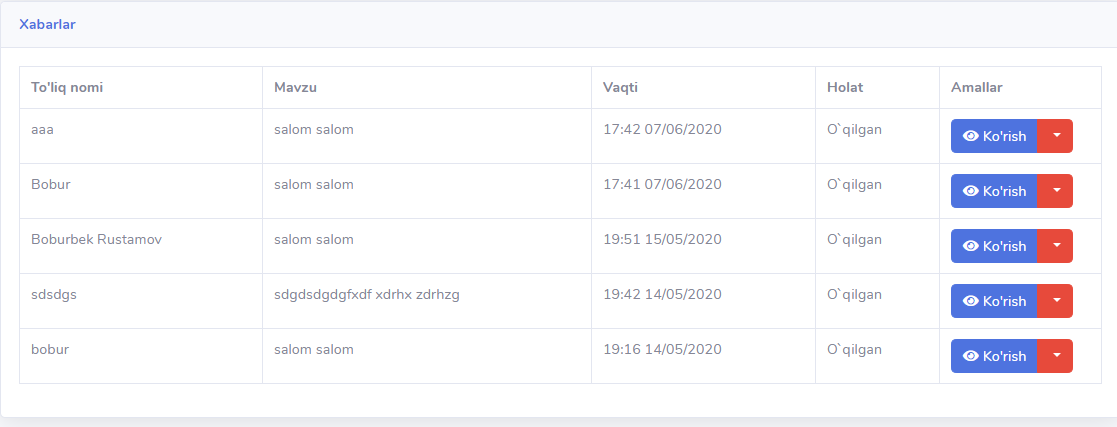 Xabarlar
To'liq nomi Mavzu Vaqti Holat Amallar
aaa salom salom 17:42 07/06/2020 O`qilgan Ko'rish
Bobur salom salom 17:41 07/06/2020 O`qilgan Ko'rish
Boburbek Rustamov salom salom 19:51 15/05/2020 O`qilgan Ko'rish
sdsdgs sdgdsdgdgfxdf xdrhx zdrhzg 19:42 14/05/2020 O`qilgan Ko'rish
bobur salom salom 19:16 14/05/2020 O`qilgan Ko'rish